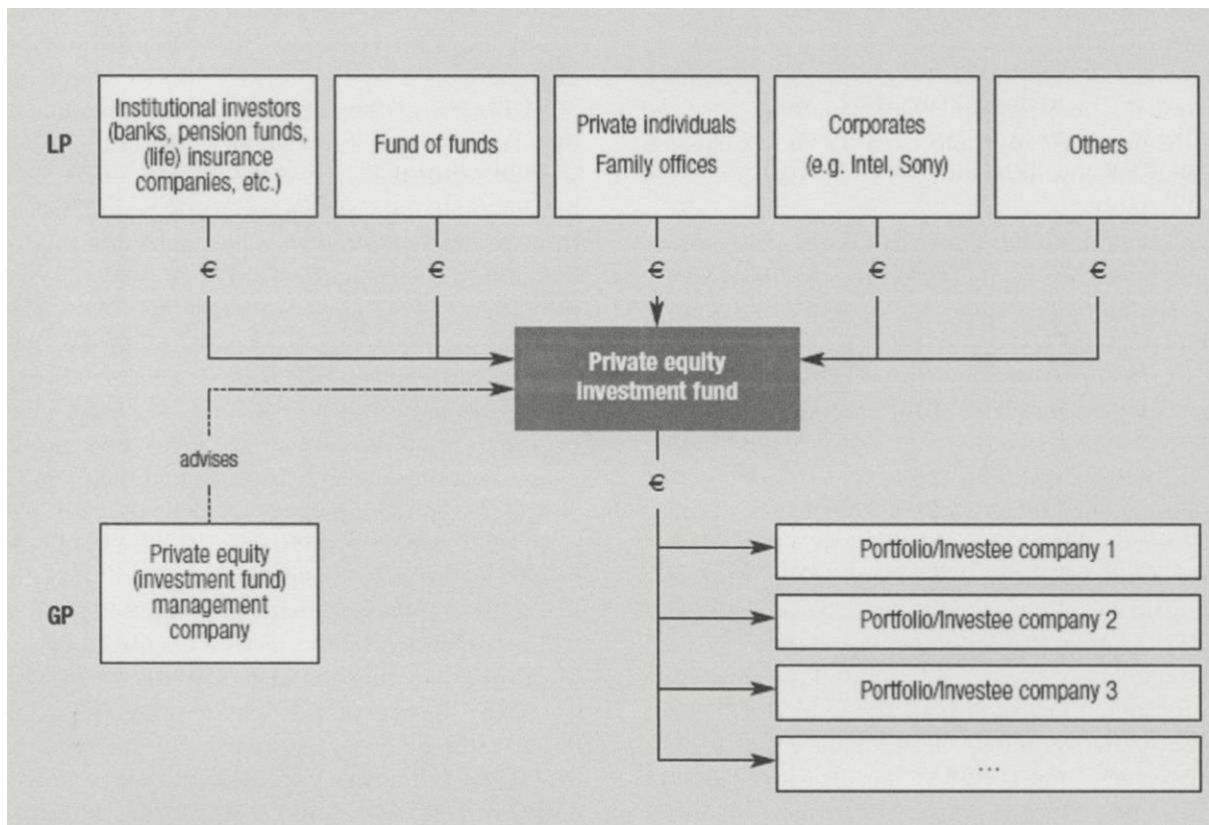 LP
Institutional investors
(banks, pension funds,
(life) insurance
companies, etc.)
Fund of funds
Private individuals
Family offices
Corporates
(e.g. Intel, Sony)
Others
€
€
€
€
€
Private equity
investment fund
advises
€
GP
Private equity
(investment fund)
management
company
Portfolio/Investee company 1
Portfolio/Investee company 2
Portfolio/Investee company 3
...